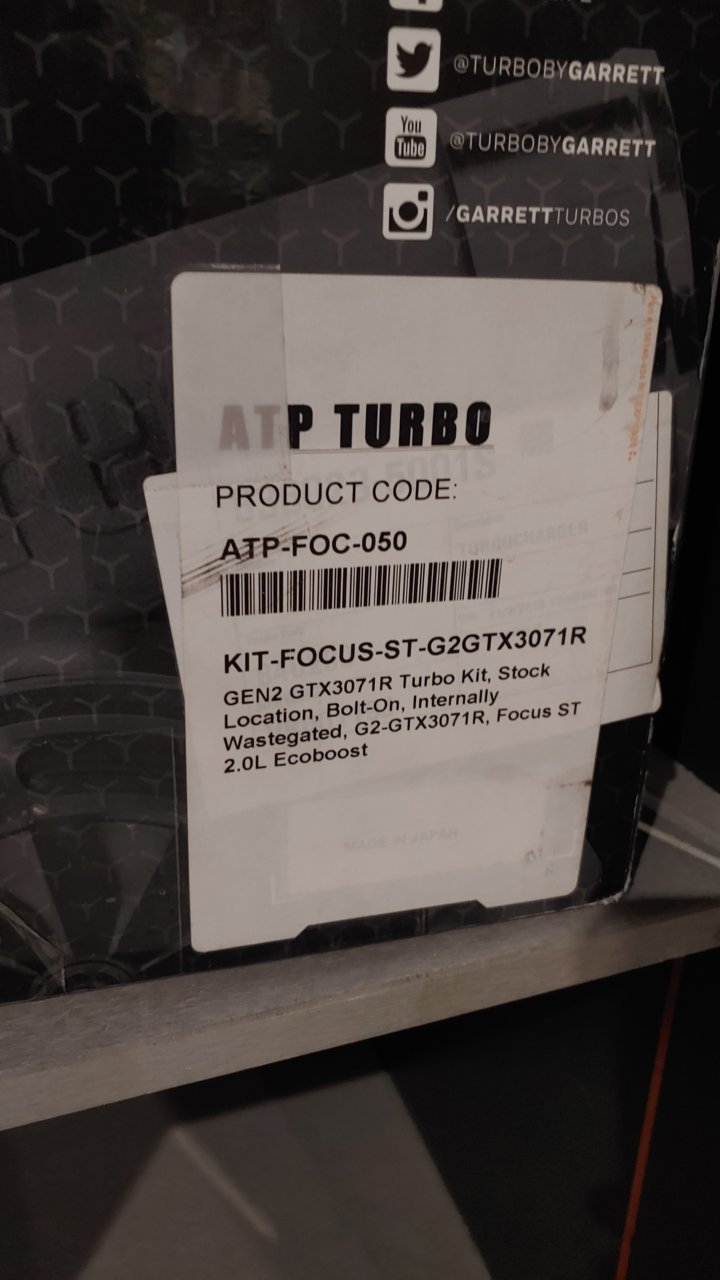 @TURBOBYGARRETT
You
Tube
@TURBOBYGARRETT
/GARRETTTURBOS
ATP TURBO
PRODUCT CODE:
ATP-FOC-050
KIT-FOCUS-ST-G2GTX3071R
GEN2 GTX3071R Turbo Kit, Stock
Location, Bolt-On, Internally
Wastegated, G2-GTX3071R, Focus ST
2.0L Ecoboost
TURBOCHARGER
MADE IN JAPAN